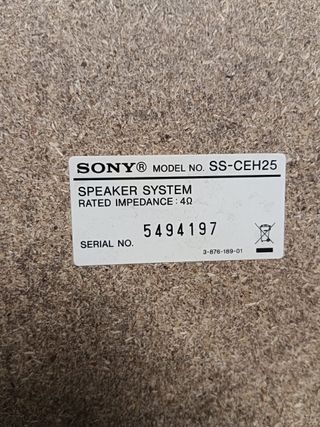 SONY® MODEL NO. SS-CEH25
SPEAKER SYSTEM
RATED IMPEDANCE : 4Ω
SERIAL NO. 5494197
3-876-189-01